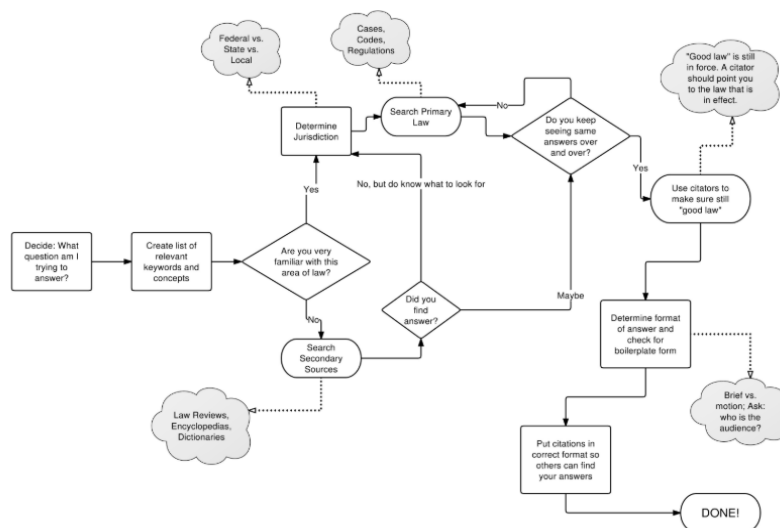 Federal vs.
State vs.
Local
Cases,
Codes,
Regulations
"Good law" is still
in force. A citator
should point you
to the law that is
in effect.
Determine
Jurisdiction
Search Primary
Law
No
Do you keep
seeing same
answers over
and over?
Yes
Use citators to
make sure still
"good law"
Yes
No, but do know what to look for
Decide: What
question am I
trying to
answer?
Create list of
relevant
keywords and
concepts
Are you very
familiar with this
area of law?
No
Did you
find
answer?
Maybe
Search
Secondary
Sources
Determine format
of answer and
check for
boilerplate form
Law Reviews,
Encyclopedias,
Dictionaries
Brief vs.
motion; Ask:
who is the
audience?
Put citations in
correct format so
others can find
your answers
DONE!